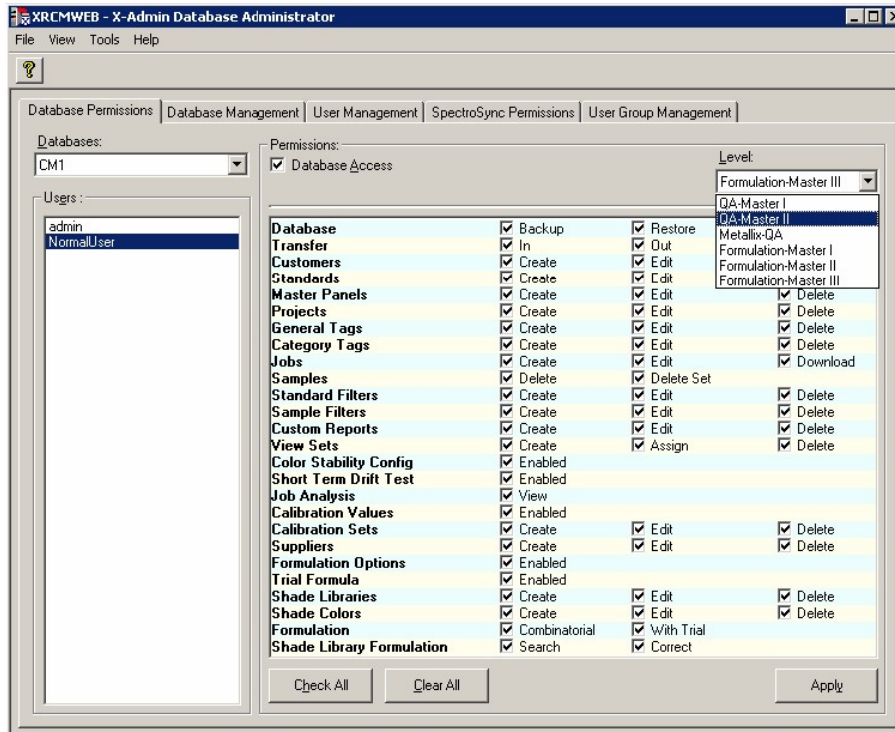 XRCMWEB - X-Admin Database Administrator
File View Tools Help
Database Permissions Database Management User Management SpectroSync Permissions User Group Management
Databases:
CM1
Users :
admin
NormalUser
Permissions:
Database Access
Level:
Formulation-Master III
QA-Master I
QA-Master II
Metallix-QA
Formulation-Master I
Formulation-Master II
Formulation-Master III
Database Backup Restore
Transfer In Out
Customers Create Edit
Standards Create Edit
Master Panels Create Edit Delete
Projects Create Edit Delete
General Tags Create Edit Delete
Category Tags Create Edit Delete
Jobs Create Edit Download
Samples Delete Delete Set
Standard Filters Create Edit Delete
Sample Filters Create Edit Delete
Custom Reports Create Edit Delete
View Sets Create Assign Delete
Color Stability Config Enabled
Short Term Drift Test Enabled
Job Analysis View
Calibration Values Enabled
Calibration Sets Create Edit Delete
Suppliers Create Edit Delete
Formulation Options Enabled
Trial Formula Enabled
Shade Libraries Create Edit Delete
Shade Colors Create Edit Delete
Formulation Combinatorial With Trial
Shade Library Formulation Search Correct
Check All Clear All Apply